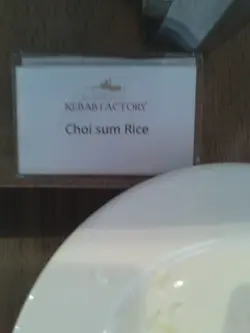 KEBAB FACTORY
Choi sum Rice